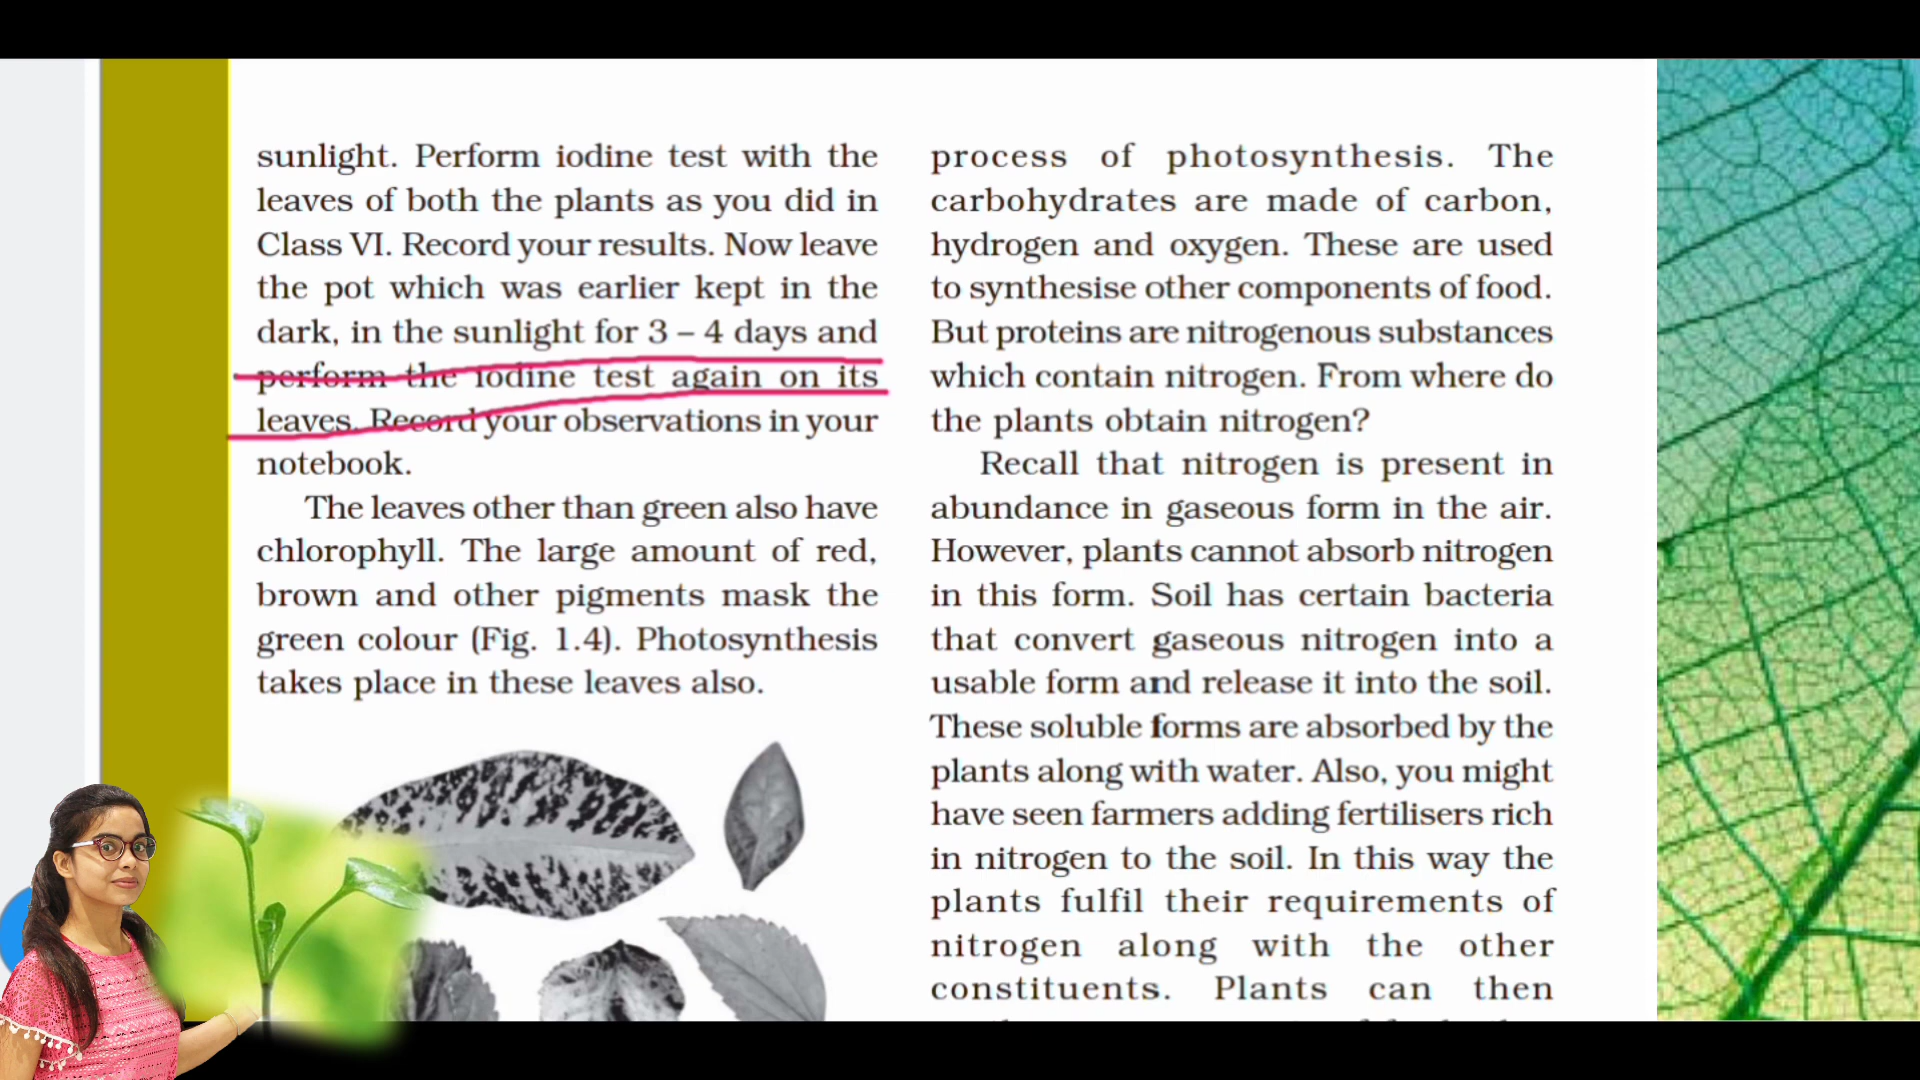 sunlight. Perform iodine test with the
leaves of both the plants as you did in
Class VI. Record your results. Now leave
the pot which was earlier kept in the
dark, in the sunlight for 3 – 4 days and
perform the iodine test again on its
leaves. Record your observations in your
notebook.
The leaves other than green also have
chlorophyll. The large amount of red,
brown and other pigments mask the
green colour (Fig. 1.4). Photosynthesis
takes place in these leaves also.
process of photosynthesis. The
carbohydrates are made of carbon,
hydrogen and oxygen. These are used
to synthesise other components of food.
But proteins are nitrogenous substances
which contain nitrogen. From where do
the plants obtain nitrogen?
Recall that nitrogen is present in
abundance in gaseous form in the air.
However, plants cannot absorb nitrogen
in this form. Soil has certain bacteria
that convert gaseous nitrogen into a
usable form and release it into the soil.
These soluble forms are absorbed by the
plants along with water. Also, you might
have seen farmers adding fertilisers rich
in nitrogen to the soil. In this way the
plants fulfil their requirements of
nitrogen along with the other
constituents. Plants can then